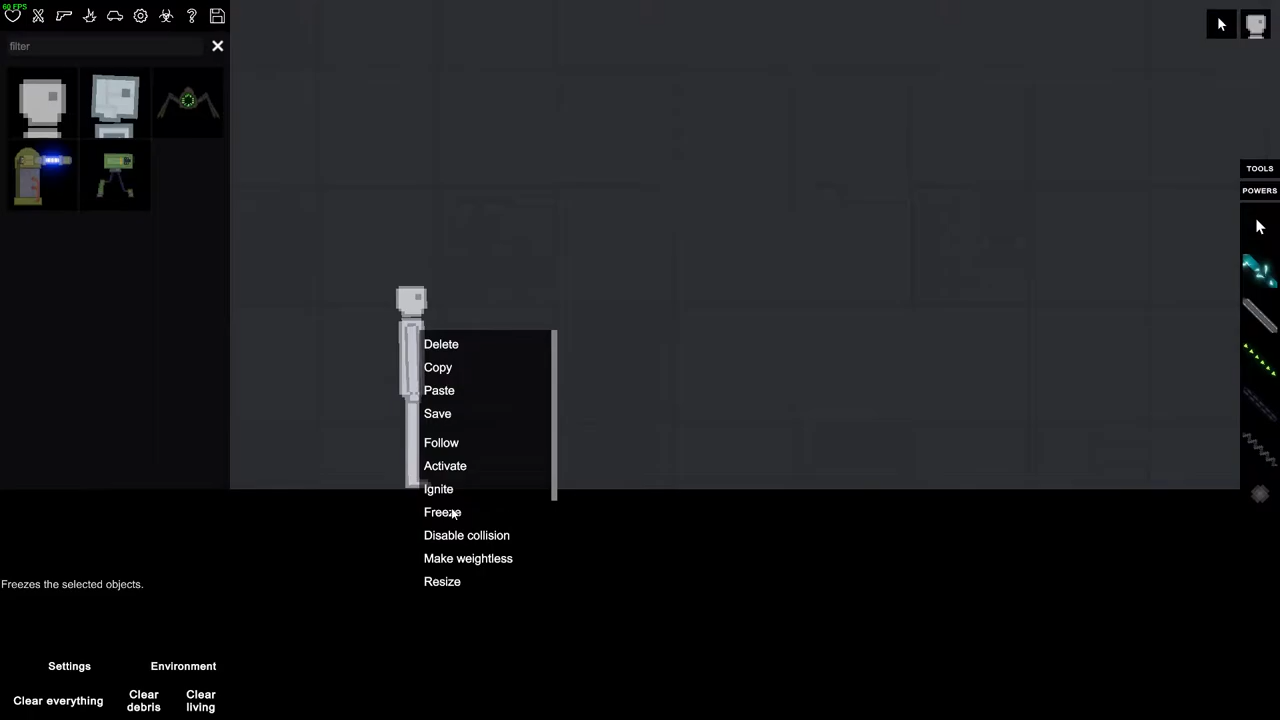 60 FPS
filter
TOOLS
POWERS
Delete
Copy
Paste
Save
Follow
Activate
Ignite
Freeze
Disable collision
Make weightless
Resize
Freezes the selected objects.
Settings
Environment
Clear everything
Clear
debris
Clear
living